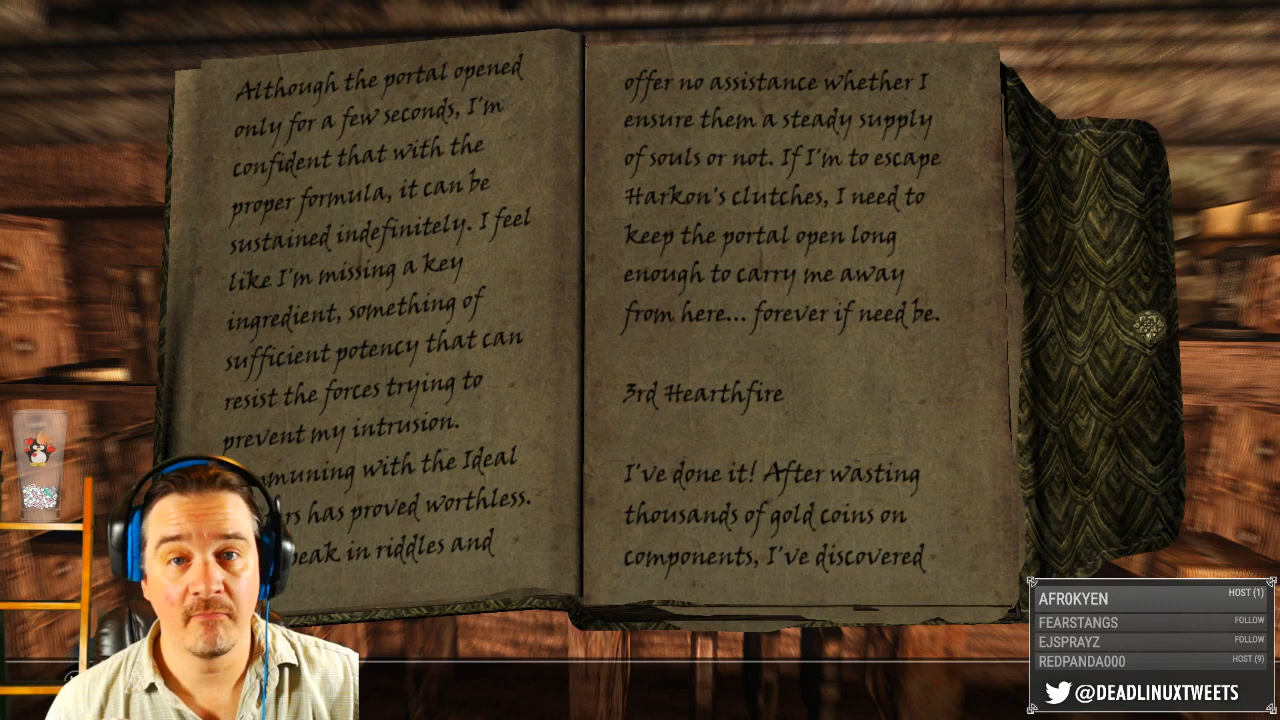 Although the portal opened
only for a few seconds, I'm
confident that with the
proper formula, it can be
sustained indefinitely. I feel
like I'm missing a key
ingredient, something of
sufficient potency that can
resist the forces trying to
prevent my intrusion.
with the Ideal
has proved worthless.
in riddles and
offer no assistance whether I
ensure them a steady supply
of souls or not. If I'm to escape
Harkon's clutches, I need to
keep the portal open long
enough to carry me away
from here... forever if need be.
3rd Hearthfire
I've done it! After wasting
thousands of gold coins on
components, I've discovered
AFR0KYEN HOST (1)
FEARSTANGS FOLLOW
EJSPRAYZ FOLLOW
REDPANDA000 HOST (9)
@DEADLINUXTWEETS